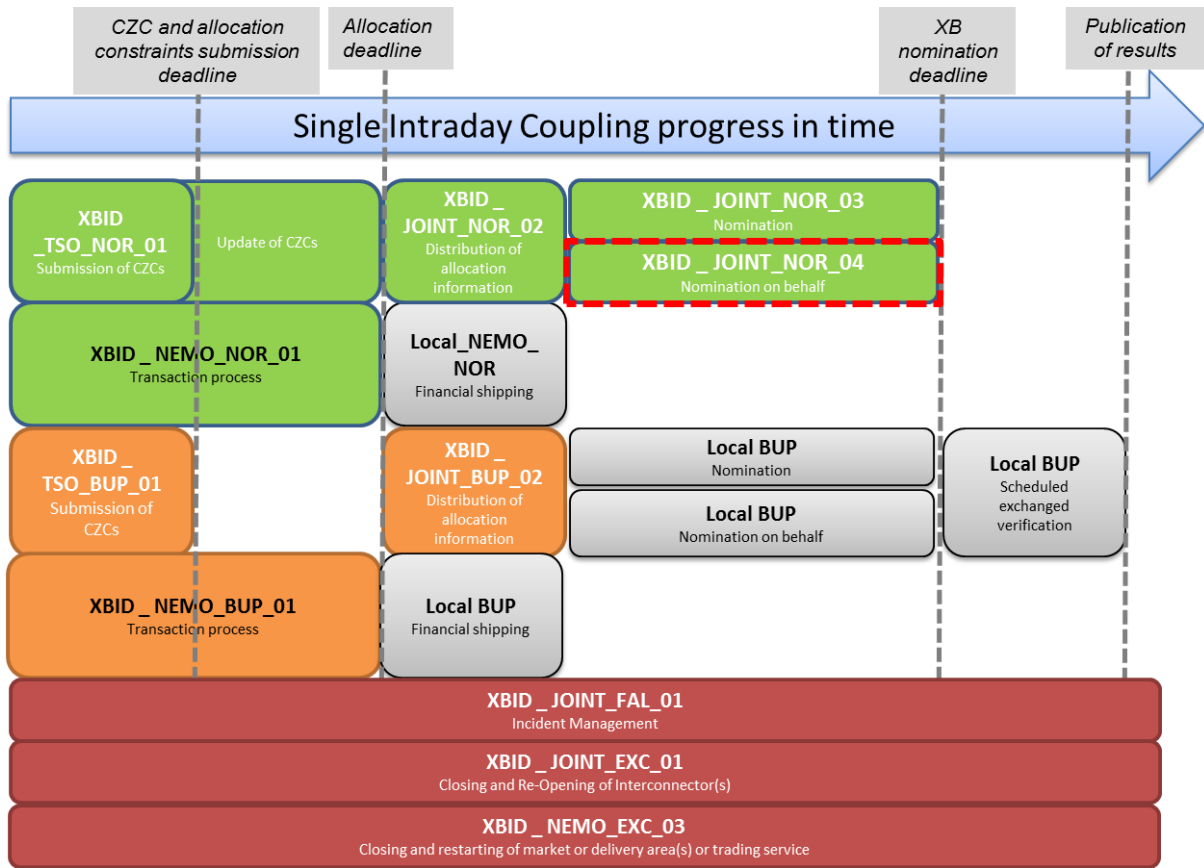 CZC and allocation
constraints submission
deadline
Allocation
deadline
XB
nomination
deadline
Publication
of results
Single Intraday Coupling progress in time
XBID
_TSO_NOR_01
Submission of CZCs
Update of CZCs
XBID _
JOINT_NOR_02
Distribution of
allocation
information
XBID _ JOINT_NOR_03
Nomination
XBID _ JOINT_NOR_04
Nomination on behalf
XBID _ NEMO_NOR_01
Transaction process
Local_NEMO_
NOR
Financial shipping
XBID _
TSO_BUP_01
Submission of
CZCs
XBID _
JOINT_BUP_02
Distribution of
allocation
information
Local BUP
Nomination
Local BUP
Nomination on behalf
Local BUP
Scheduled
exchanged
verification
XBID _ NEMO_BUP_01
Transaction process
Local BUP
Financial shipping
XBID _ JOINT_FAL_01
Incident Management
XBID _ JOINT_EXC_01
Closing and Re-Opening of Interconnector(s)
XBID _ NEMO_EXC_03
Closing and restarting of market or delivery area(s) or trading service